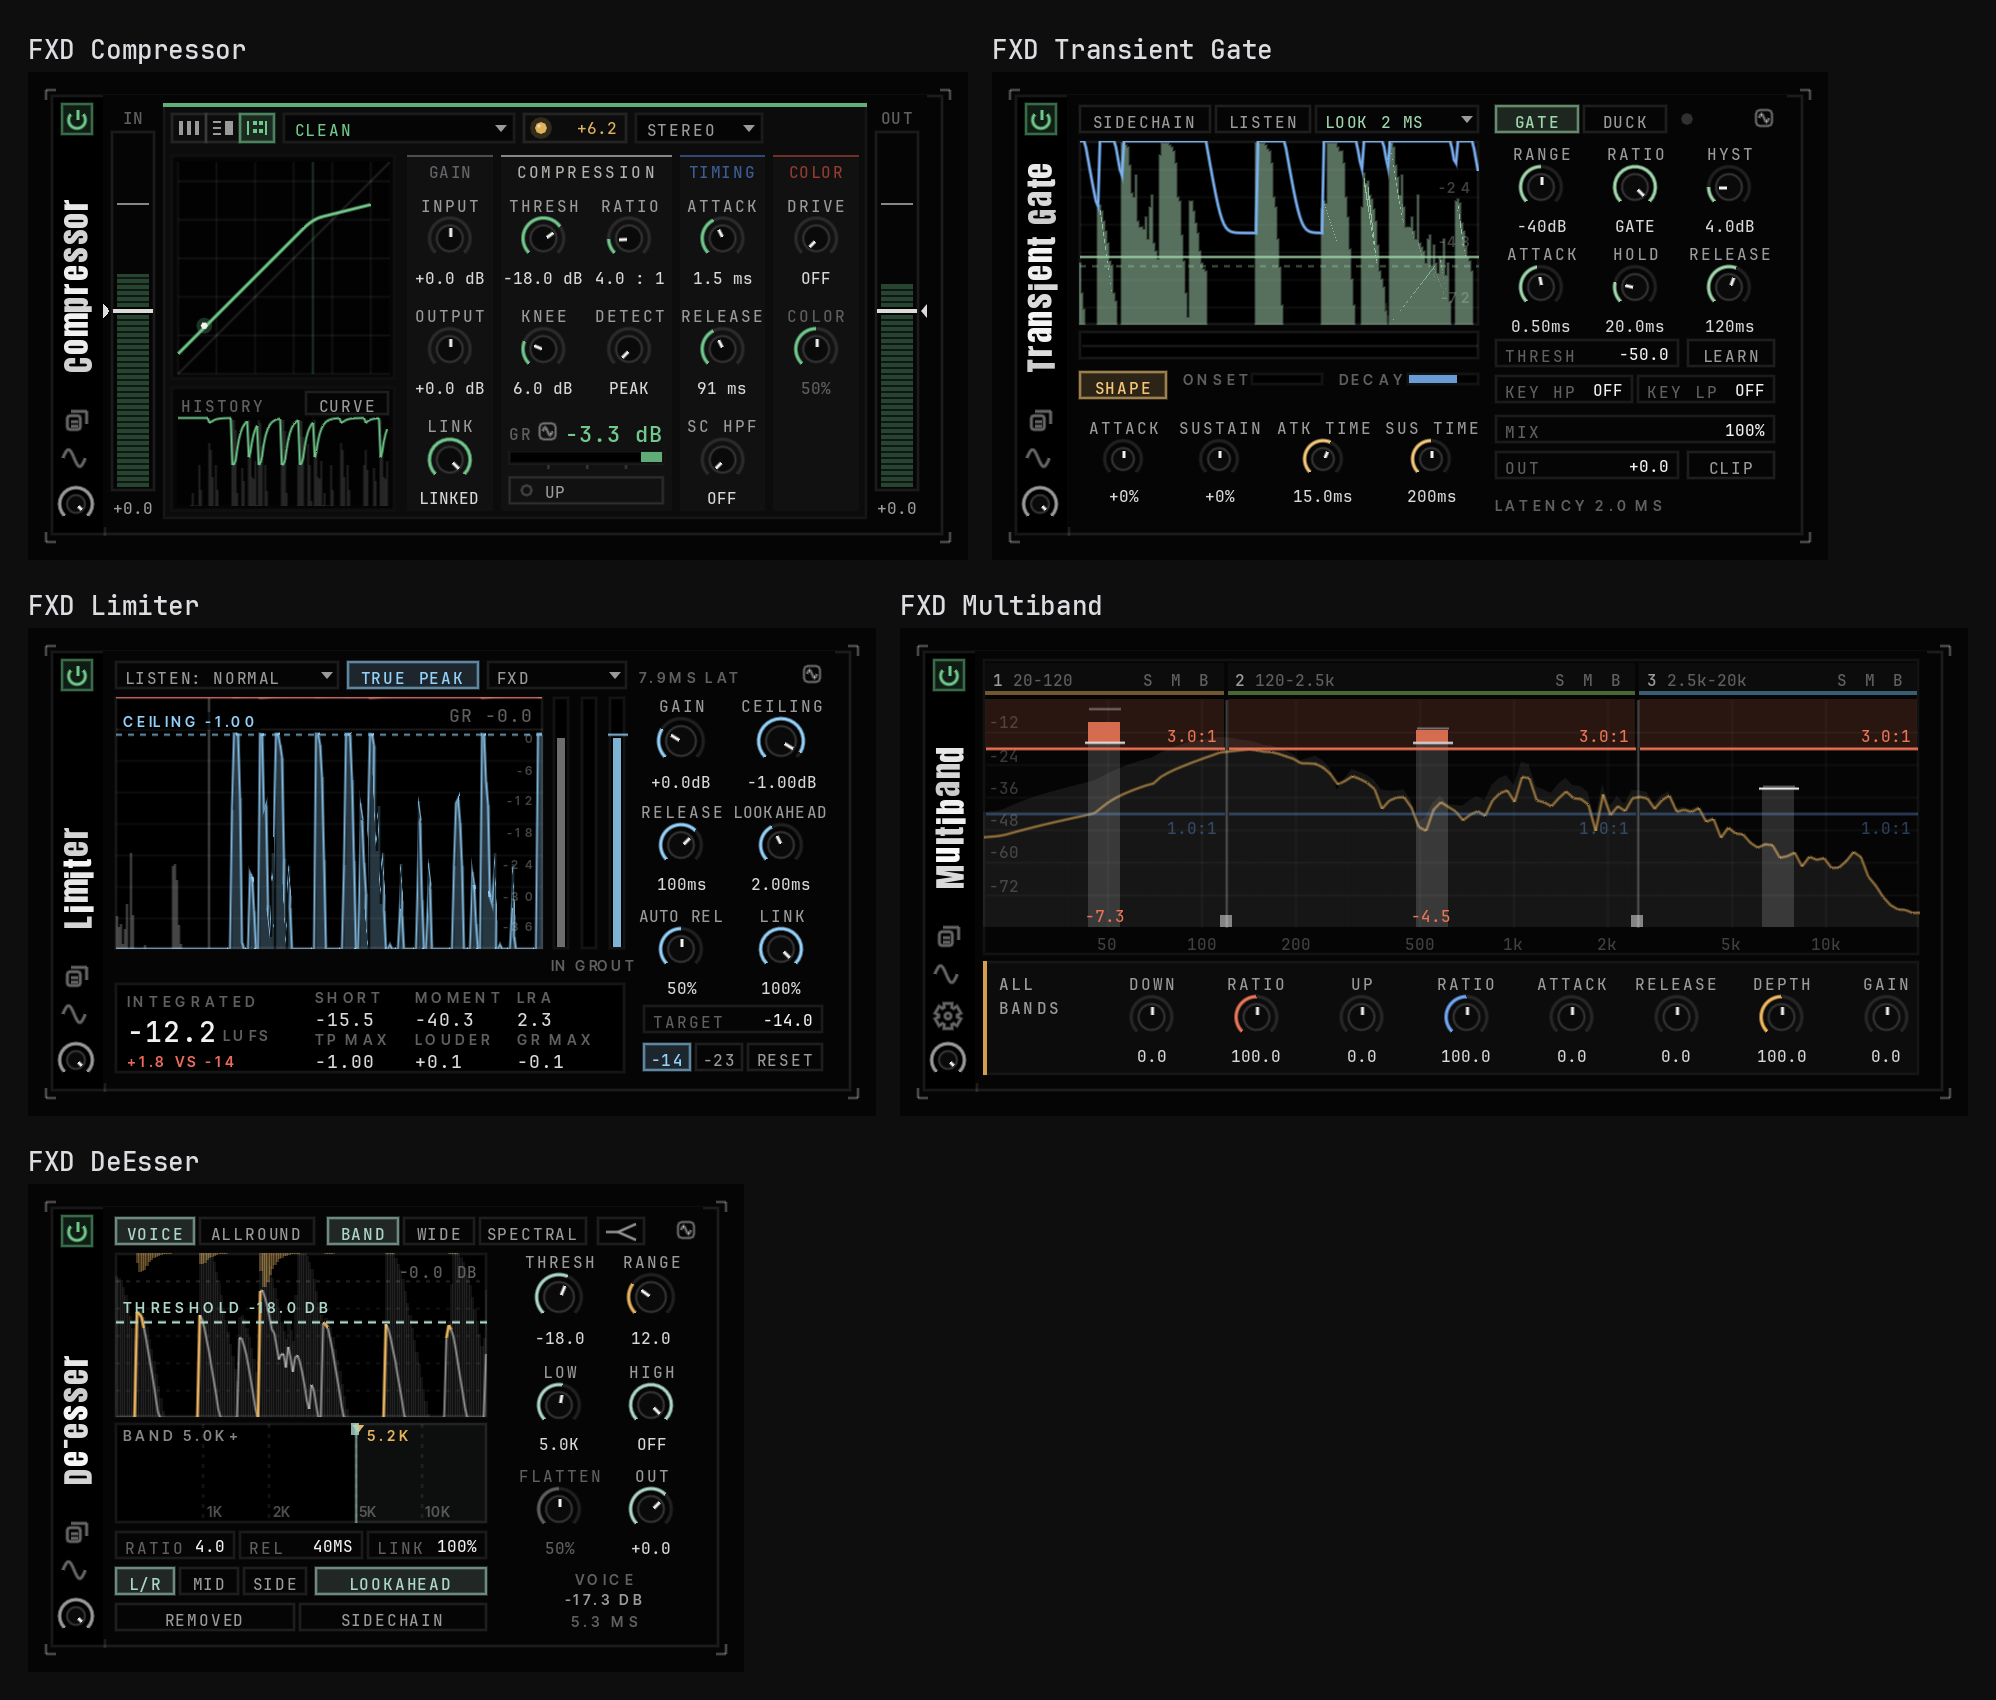 FXD Compressor
IN
CLEAN
+6.2
STEREO
OUT
Compressor
GAIN
COMPRESSION
TIMING
COLOR
INPUT
THRESH
RATIO
ATTACK
DRIVE
+0.0 dB
-18.0 dB
4.0 : 1
1.5 ms
OFF
OUTPUT
KNEE
DETECT
RELEASE
COLOR
+0.0 dB
6.0 dB
PEAK
91 ms
50%
HISTORY
CURVE
LINK
GR
-3.3 dB
SC HPF
UP
LINKED
OFF
+0.0
+0.0
FXD Transient Gate
Transient Gate
SIDECHAIN
LISTEN
LOOK 2 MS
GATE
DUCK
-24
-48
-72
RANGE
RATIO
HYST
-40dB
GATE
4.0dB
ATTACK
HOLD
RELEASE
0.50ms
20.0ms
120ms
THRESH
-50.0
LEARN
SHAPE
ONSET
DECAY
KEY HP
OFF
KEY LP
OFF
ATTACK
SUSTAIN
ATK TIME
SUS TIME
MIX
100%
+0%
+0%
15.0ms
200ms
OUT
+0.0
CLIP
LATENCY 2.0 MS
FXD Limiter
Limiter
LISTEN: NORMAL
TRUE PEAK
FXD
7.9MS LAT
CEILING -1.00
GR -0.0
0
-6
-12
-18
-24
-30
-36
IN
GR
OUT
GAIN
CEILING
+0.0dB
-1.00dB
RELEASE
LOOKAHEAD
100ms
2.00ms
AUTO REL
LINK
50%
100%
INTEGRATED
SHORT
MOMENT
LRA
-12.2 LUFS
-15.5
-40.3
2.3
TP MAX
LOUDER
GR MAX
+1.8 VS -14
-1.00
+0.1
-0.1
TARGET
-14.0
-14
-23
RESET
FXD Multiband
Multiband
1 20-120
S M B
2 120-2.5k
S M B
3 2.5k-20k
S M B
-12
-24
-36
-48
-60
-72
3.0:1
3.0:1
3.0:1
1.0:1
1.0:1
1.0:1
-7.3
-4.5
50
100
200
500
1k
2k
5k
10k
ALL
BANDS
DOWN
RATIO
UP
RATIO
ATTACK
RELEASE
DEPTH
GAIN
0.0
100.0
0.0
100.0
0.0
0.0
100.0
0.0
FXD DeEsser
De-esser
VOICE
ALLROUND
BAND
WIDE
SPECTRAL
-0.0 DB
THRESHOLD -18.0 DB
THRESH
RANGE
-18.0
12.0
BAND 5.0K+
5.2K
1K
2K
5K
10K
LOW
HIGH
5.0K
OFF
FLATTEN
OUT
50%
+0.0
RATIO
4.0
REL
40MS
LINK
100%
L/R
MID
SIDE
LOOKAHEAD
REMOVED
SIDECHAIN
VOICE
-17.3 DB
5.3 MS